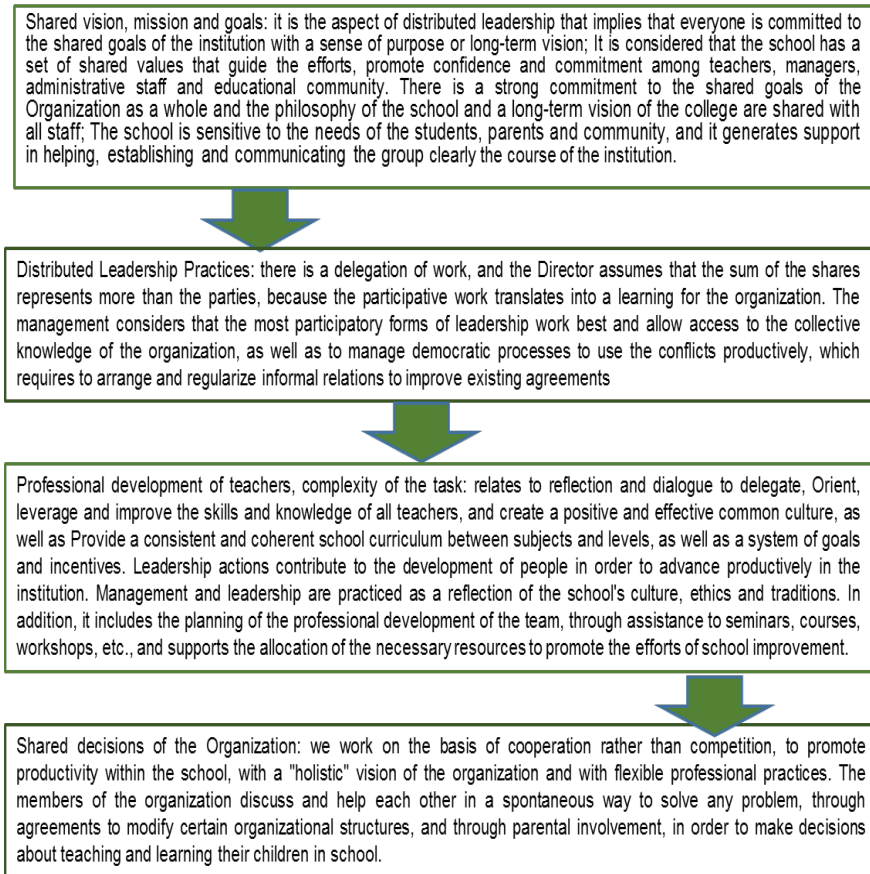 Shared vision, mission and goals: it is the aspect of distributed leadership that implies that everyone is committed to
the shared goals of the institution with a sense of purpose or long-term vision; It is considered that the school has a
set of shared values that guide the efforts, promote confidence and commitment among teachers, managers,
administrative staff and educational community. There is a strong commitment to the shared goals of the
Organization as a whole and the philosophy of the school and a long-term vision of the college are shared with
all staff; The school is sensitive to the needs of the students, parents and community, and it generates support
in helping, establishing and communicating the group clearly the course of the institution.
Distributed Leadership Practices: there is a delegation of work, and the Director assumes that the sum of the shares
represents more than the parties, because the participative work translates into a learning for the organization. The
management considers that the most participatory forms of leadership work best and allow access to the collective
knowledge of the organization, as well as to manage democratic processes to use the conflicts productively, which
requires to arrange and regularize informal relations to improve existing agreements
Professional development of teachers, complexity of the task: relates to reflection and dialogue to delegate, Orient,
leverage and improve the skills and knowledge of all teachers, and create a positive and effective common culture, as
well as Provide a consistent and coherent school curriculum between subjects and levels, as well as a system of goals
and incentives. Leadership actions contribute to the development of people in order to advance productively in the
institution. Management and leadership are practiced as a reflection of the school's culture, ethics and traditions. In
addition, it includes the planning of the professional development of the team, through assistance to seminars, courses,
workshops, etc., and supports the allocation of the necessary resources to promote the efforts of school improvement.
Shared decisions of the Organization: we work on the basis of cooperation rather than competition, to promote
productivity within the school, with a "holistic" vision of the organization and with flexible professional practices. The
members of the organization discuss and help each other in a spontaneous way to solve any problem, through
agreements to modify certain organizational structures, and through parental involvement, in order to make decisions
about teaching and learning their children in school.